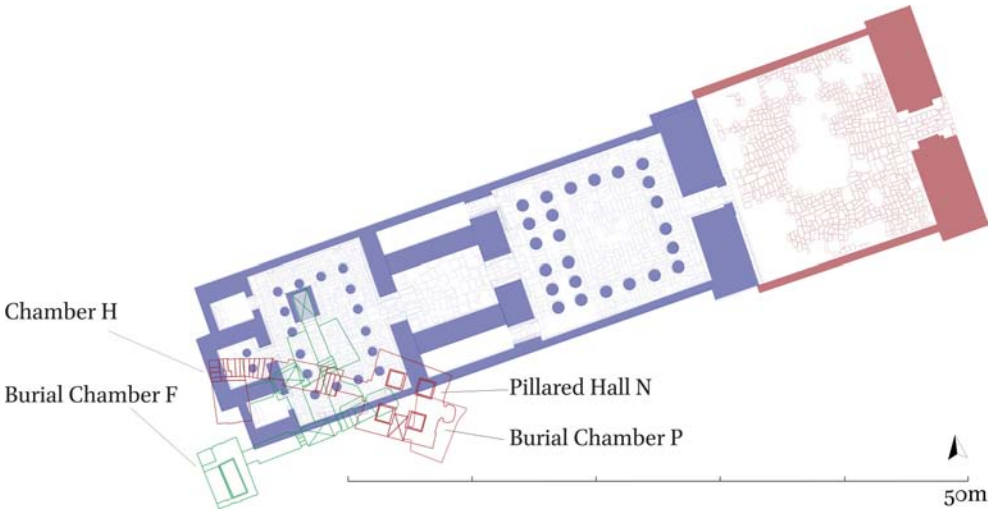 Chamber H
Burial Chamber F
Pillared Hall N
Burial Chamber P
50m